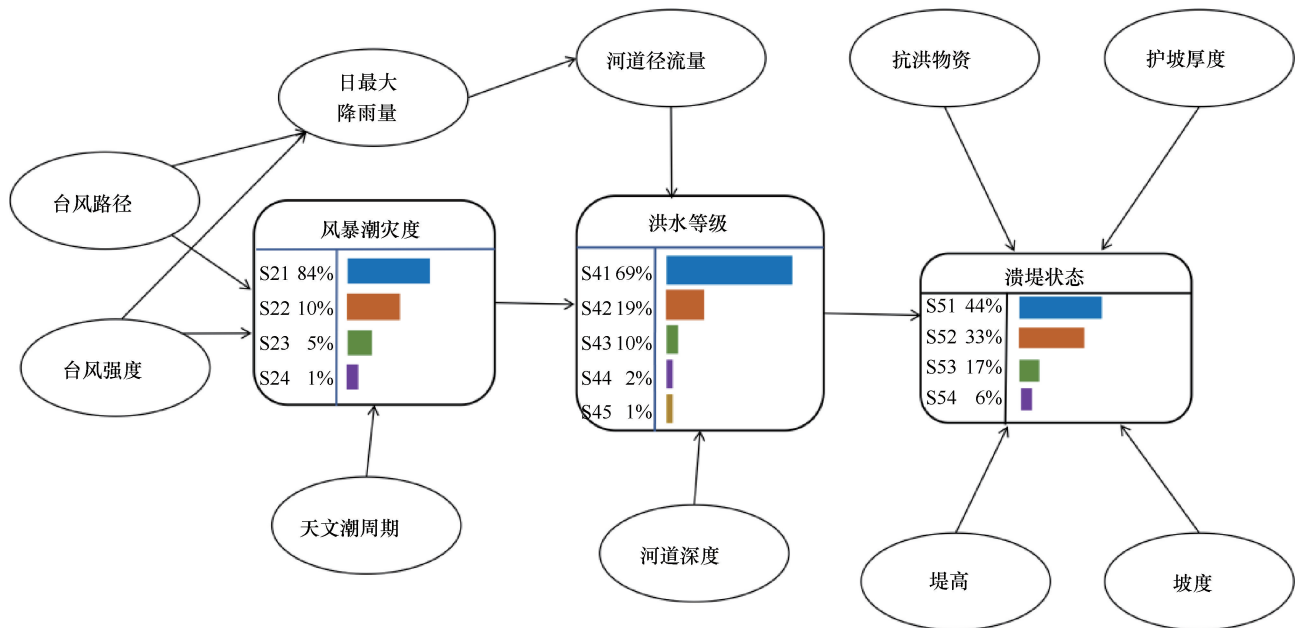 河道径流量
抗洪物资
护坡厚度
日最大
降雨量
台风路径
风暴潮灾度
S21 84%
S22 10%
S23 5%
S24 1%
洪水等级
S41 69%
S42 19%
S43 10%
S44 2%
S45 1%
溃堤状态
S51 44%
S52 33%
S53 17%
S54 6%
台风强度
天文潮周期
河道深度
堤高
坡度